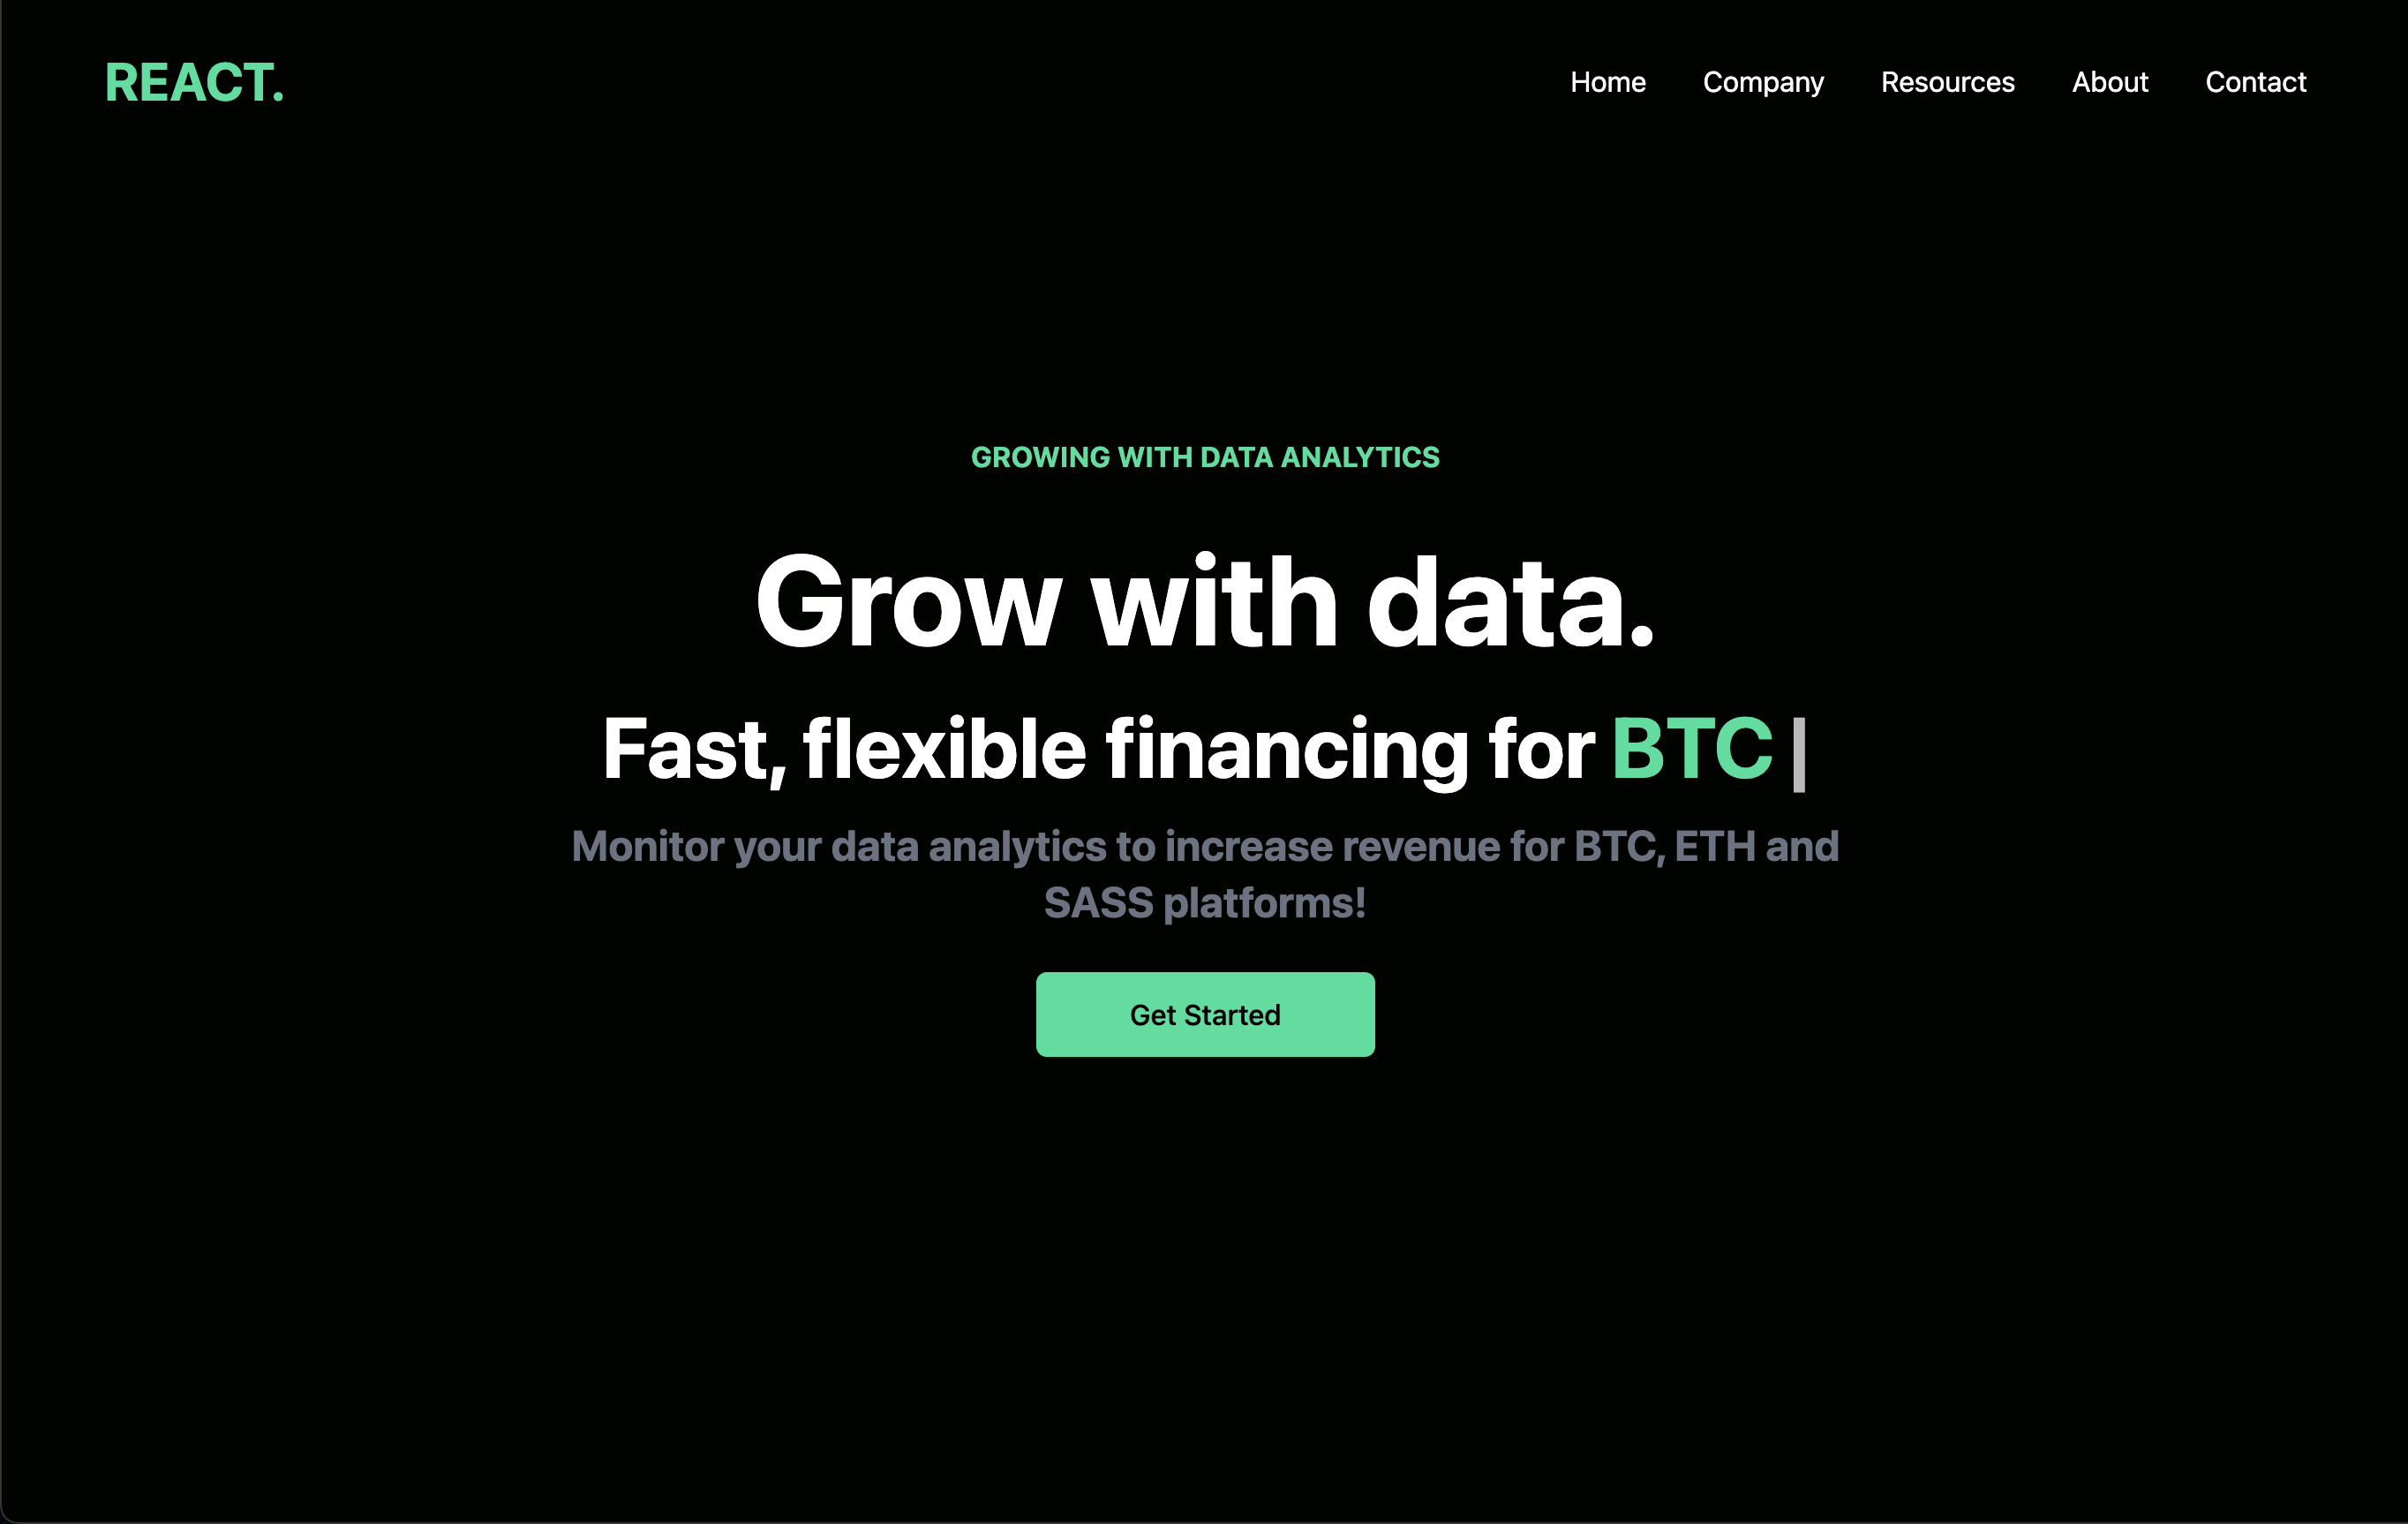 REACT.
Home Company Resources About Contact
GROWING WITH DATA ANALYTICS
Grow with data.
Fast, flexible financing for BTC |
Monitor your data analytics to increase revenue for BTC, ETH and
SASS platforms!
Get Started